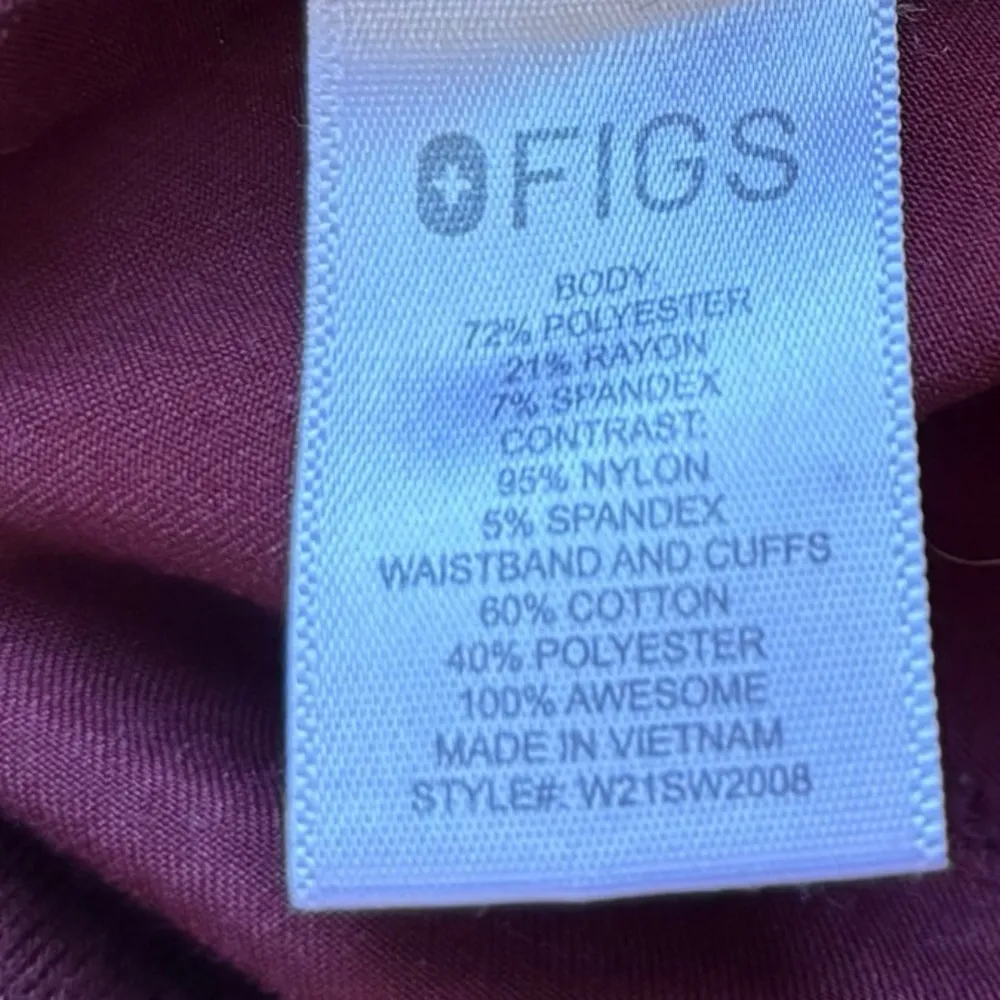 FIGS
BODY:
72% POLYESTER
21% RAYON
7% SPANDEX
CONTRAST:
95% NYLON
5% SPANDEX
WAISTBAND AND CUFFS
60% COTTON
40% POLYESTER
100% AWESOME
MADE IN VIETNAM
STYLE#: W21SW2008